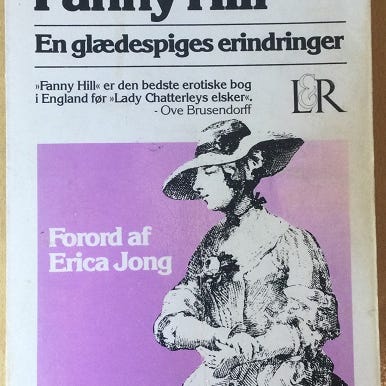 Fanny Hill
En glædespiges erindringer
»Fanny Hill« er den bedste erotiske bog
i England før »Lady Chatterleys elsker«.
- Ove Brusendorff
L&R
Forord af
Erica Jong